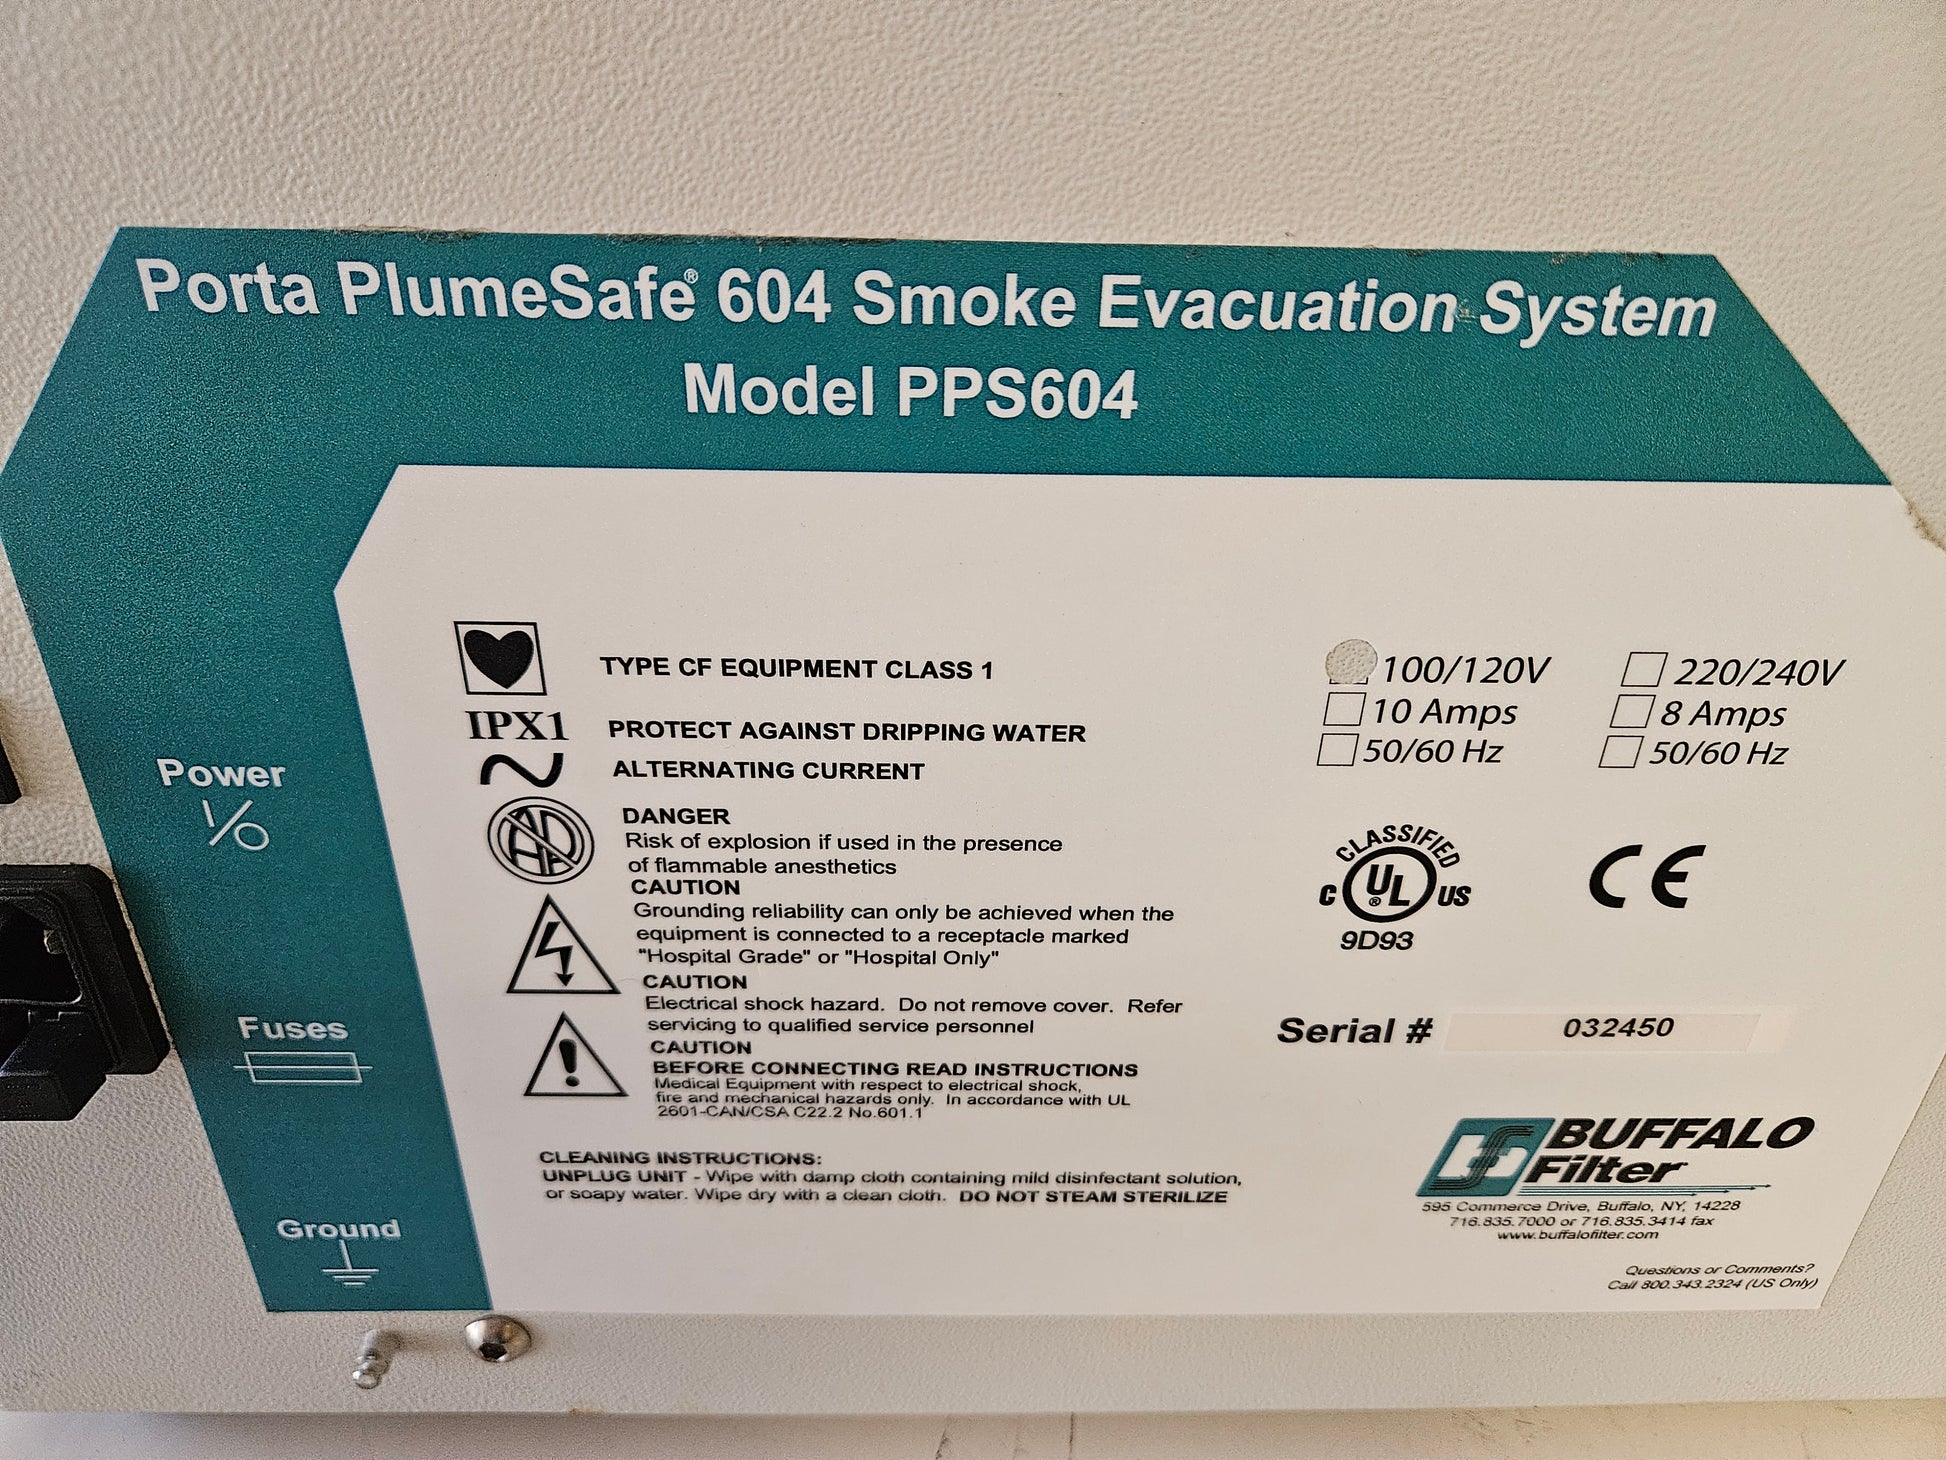 Porta PlumeSafe® 604 Smoke Evacuation System
Model PPS604
TYPE CF EQUIPMENT CLASS 1
IPX1 PROTECT AGAINST DRIPPING WATER
ALTERNATING CURRENT
DANGER
Risk of explosion if used in the presence
of flammable anesthetics
CAUTION
Grounding reliability can only be achieved when the
equipment is connected to a receptacle marked
"Hospital Grade" or "Hospital Only"
CAUTION
Electrical shock hazard. Do not remove cover. Refer
servicing to qualified service personnel
CAUTION
BEFORE CONNECTING READ INSTRUCTIONS
Medical Equipment with respect to electrical shock,
fire and mechanical hazards only. In accordance with UL
2601-CAN/CSA C22.2 No.601.1
CLEANING INSTRUCTIONS:
UNPLUG UNIT - Wipe with damp cloth containing mild disinfectant solution,
or soapy water. Wipe dry with a clean cloth. DO NOT STEAM STERILIZE
100/120V 220/240V
10 Amps 8 Amps
50/60 Hz 50/60 Hz
CLASSIFIED
C UL® US
CE
9D93
Serial # 032450
BUFFALO
Filter
595 Commerce Drive, Buffalo, NY, 14228
716.835.7000 or 716.835.3414 fax
www.buffalofilter.com
Questions or Comments?
Call 800.343.2324 (US Only)
Power
I/O
Fuses
Ground